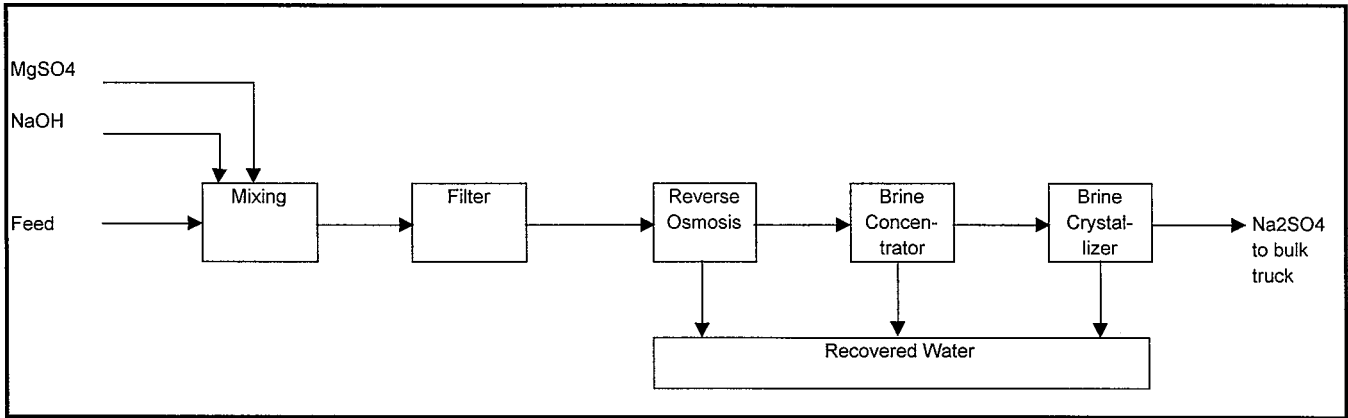 MgSO4
NaOH
Feed
Mixing
Filter
Reverse
Osmosis
Brine
Concen-
trator
Brine
Crystal-
lizer
Na2SO4
to bulk
truck
Recovered Water